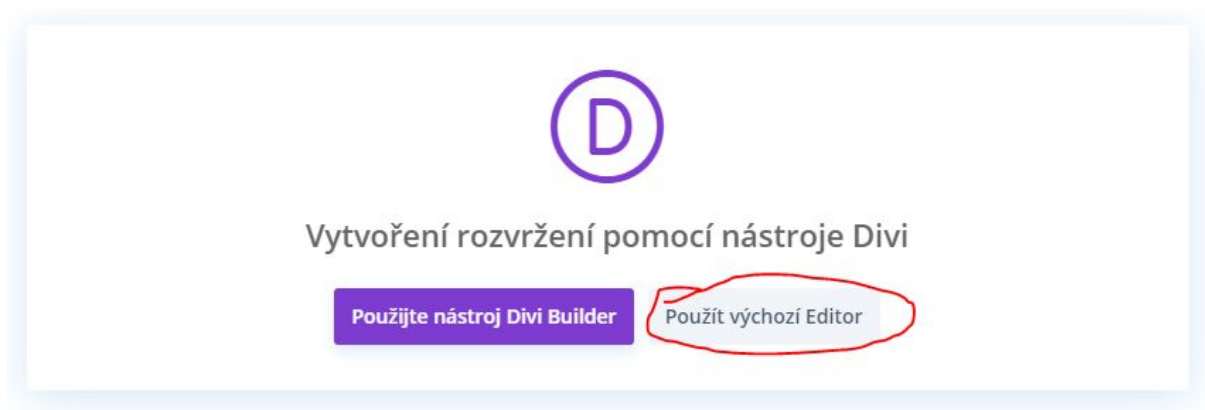 D
Vytvoření rozvržení pomocí nástroje Divi
Použijte nástroj Divi Builder Použít výchozí Editor